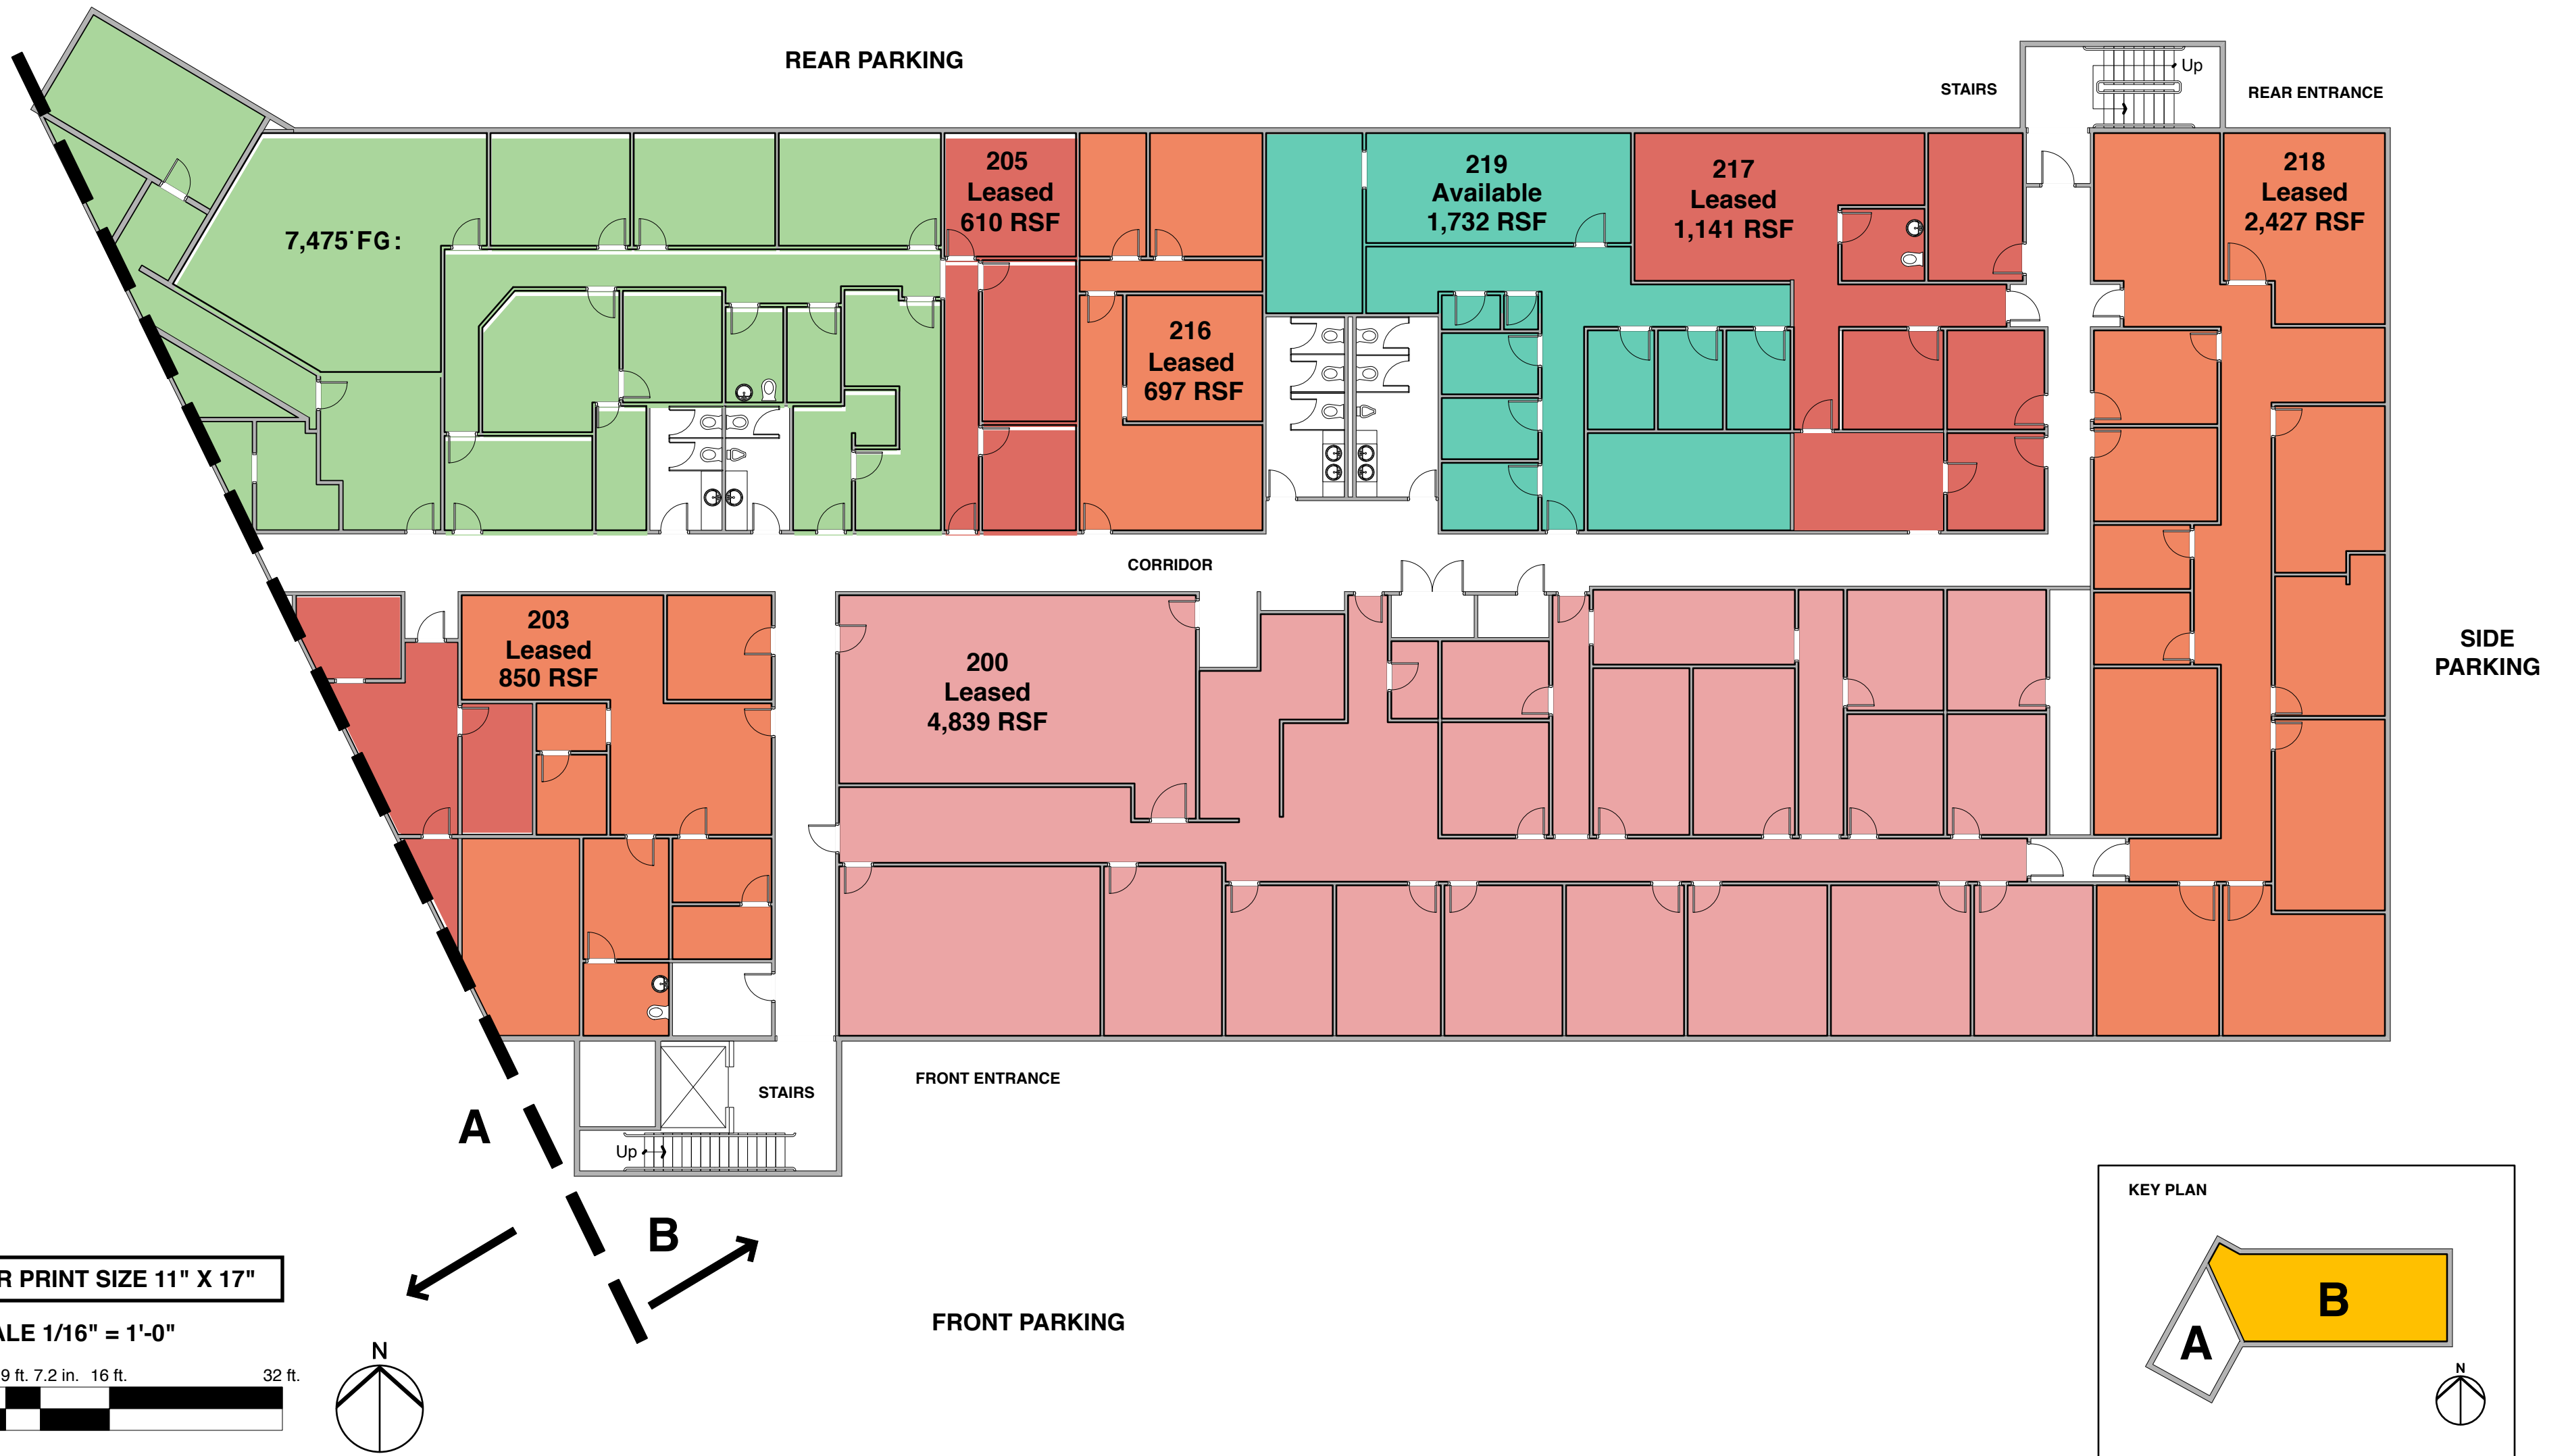 REAR PARKING
STAIRS
Up
REAR ENTRANCE
7,475
205
Leased
610 RSF
219
Available
1,732 RSF
217
Leased
1,141 RSF
218
Leased
2,427 RSF
216
Leased
697 RSF
CORRIDOR
203
Leased
850 RSF
200
Leased
4,839 RSF
SIDE
PARKING
FRONT ENTRANCE
STAIRS
Up
A
B
R PRINT SIZE 11" X 17"
ALE 1/16" = 1'-0"
9 ft. 7.2 in. 16 ft. 32 ft.
N
FRONT PARKING
KEY PLAN
B
A
N